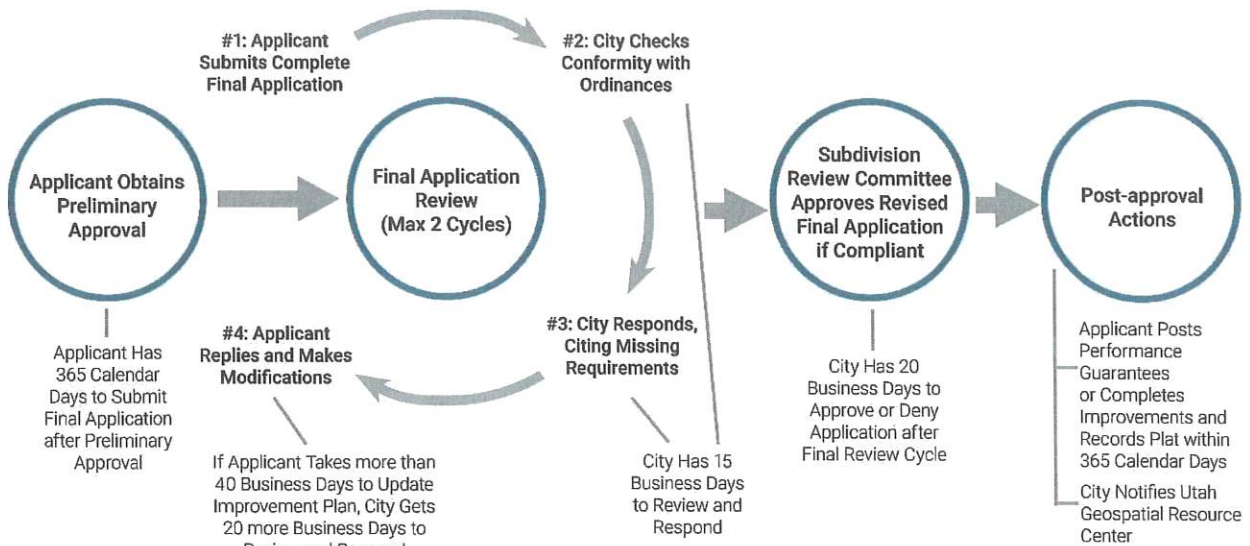 #1: Applicant
Submits Complete
Final Application
#2: City Checks
Conformity with
Ordinances
Applicant Obtains
Preliminary
Approval
Final Application
Review
(Max 2 Cycles)
Subdivision
Review Committee
Approves Revised
Final Application
if Compliant
Post-approval
Actions
Applicant Has
365 Calendar
Days to Submit
Final Application
after Preliminary
Approval
#4: Applicant
Replies and Makes
Modifications
#3: City Responds,
Citing Missing
Requirements
If Applicant Takes more than
40 Business Days to Update
Improvement Plan, City Gets
20 more Business Days to
City Has 15
Business Days
to Review and
Respond
City Has 20
Business Days to
Approve or Deny
Application after
Final Review Cycle
Applicant Posts
Performance
Guarantees
or Completes
Improvements and
Records Plat within
365 Calendar Days
City Notifies Utah
Geospatial Resource
Center